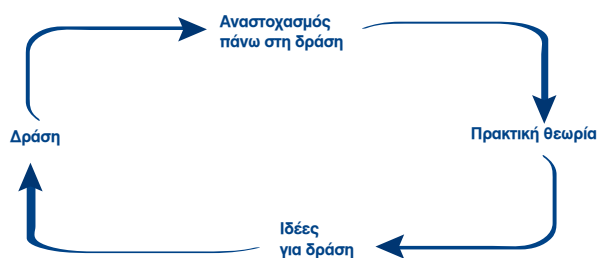 Αναστοχασμός
πάνω στη δράση
Δράση
Πρακτική θεωρία
Ιδέες
για δράση